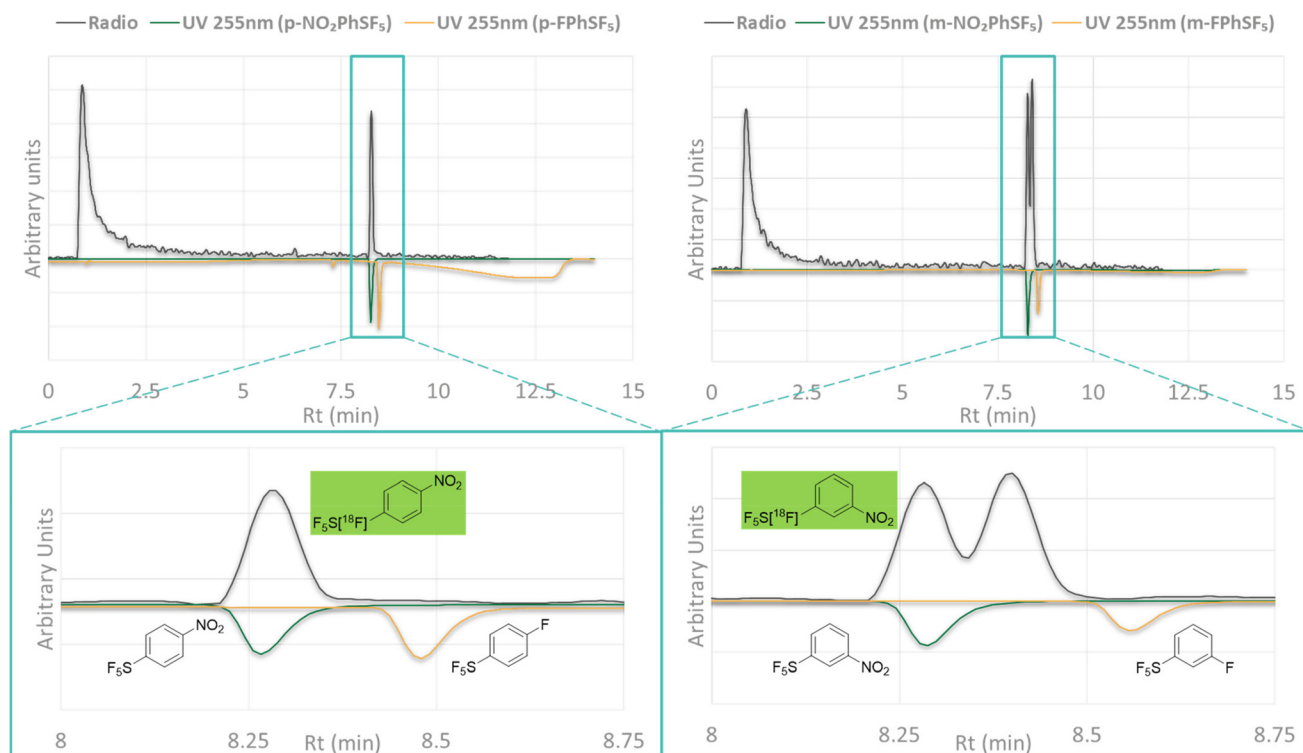 Radio UV 255nm (p-NO₂PhSF₅) UV 255nm (p-FPhSF₅)
Arbitrary units
0 2.5 5 7.5 10 12.5 15
Rt (min)
Radio UV 255nm (m-NO₂PhSF₅) UV 255nm (m-FPhSF₅)
Arbitrary Units
0 2.5 5 7.5 10 12.5 15
Rt (min)
Arbitrary Units
NO₂
F₅S[¹⁸F]
NO₂
F₅S
F
F₅S
8 8.25 8.5 8.75
Rt (min)
Arbitrary Units
F₅S[¹⁸F]
NO₂
F₅S
NO₂
F₅S
F
8 8.25 8.5 8.75
Rt (min)